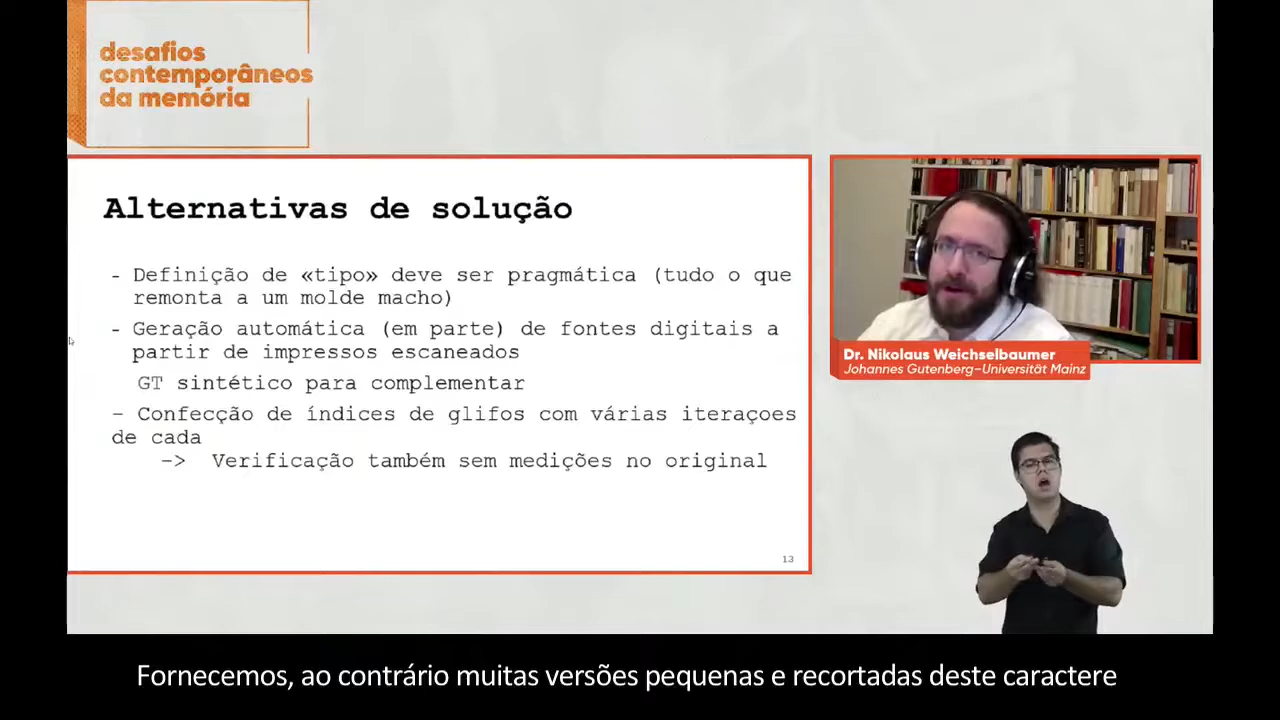 desafios
contemporâneos
da memória
Alternativas de solução
- Definição de «tipo» deve ser pragmática (tudo o que
remonta a um molde macho)
- Geração automática (em parte) de fontes digitais a
partir de impressos escaneados
GT sintético para complementar
– Confecção de índices de glifos com várias iteraçoes
de cada
–> Verificação também sem medições no original
13
Dr. Nikolaus Weichselbaumer
Johannes Gutenberg–Universität Mainz
Fornecemos, ao contrário muitas versões pequenas e recortadas deste caractere